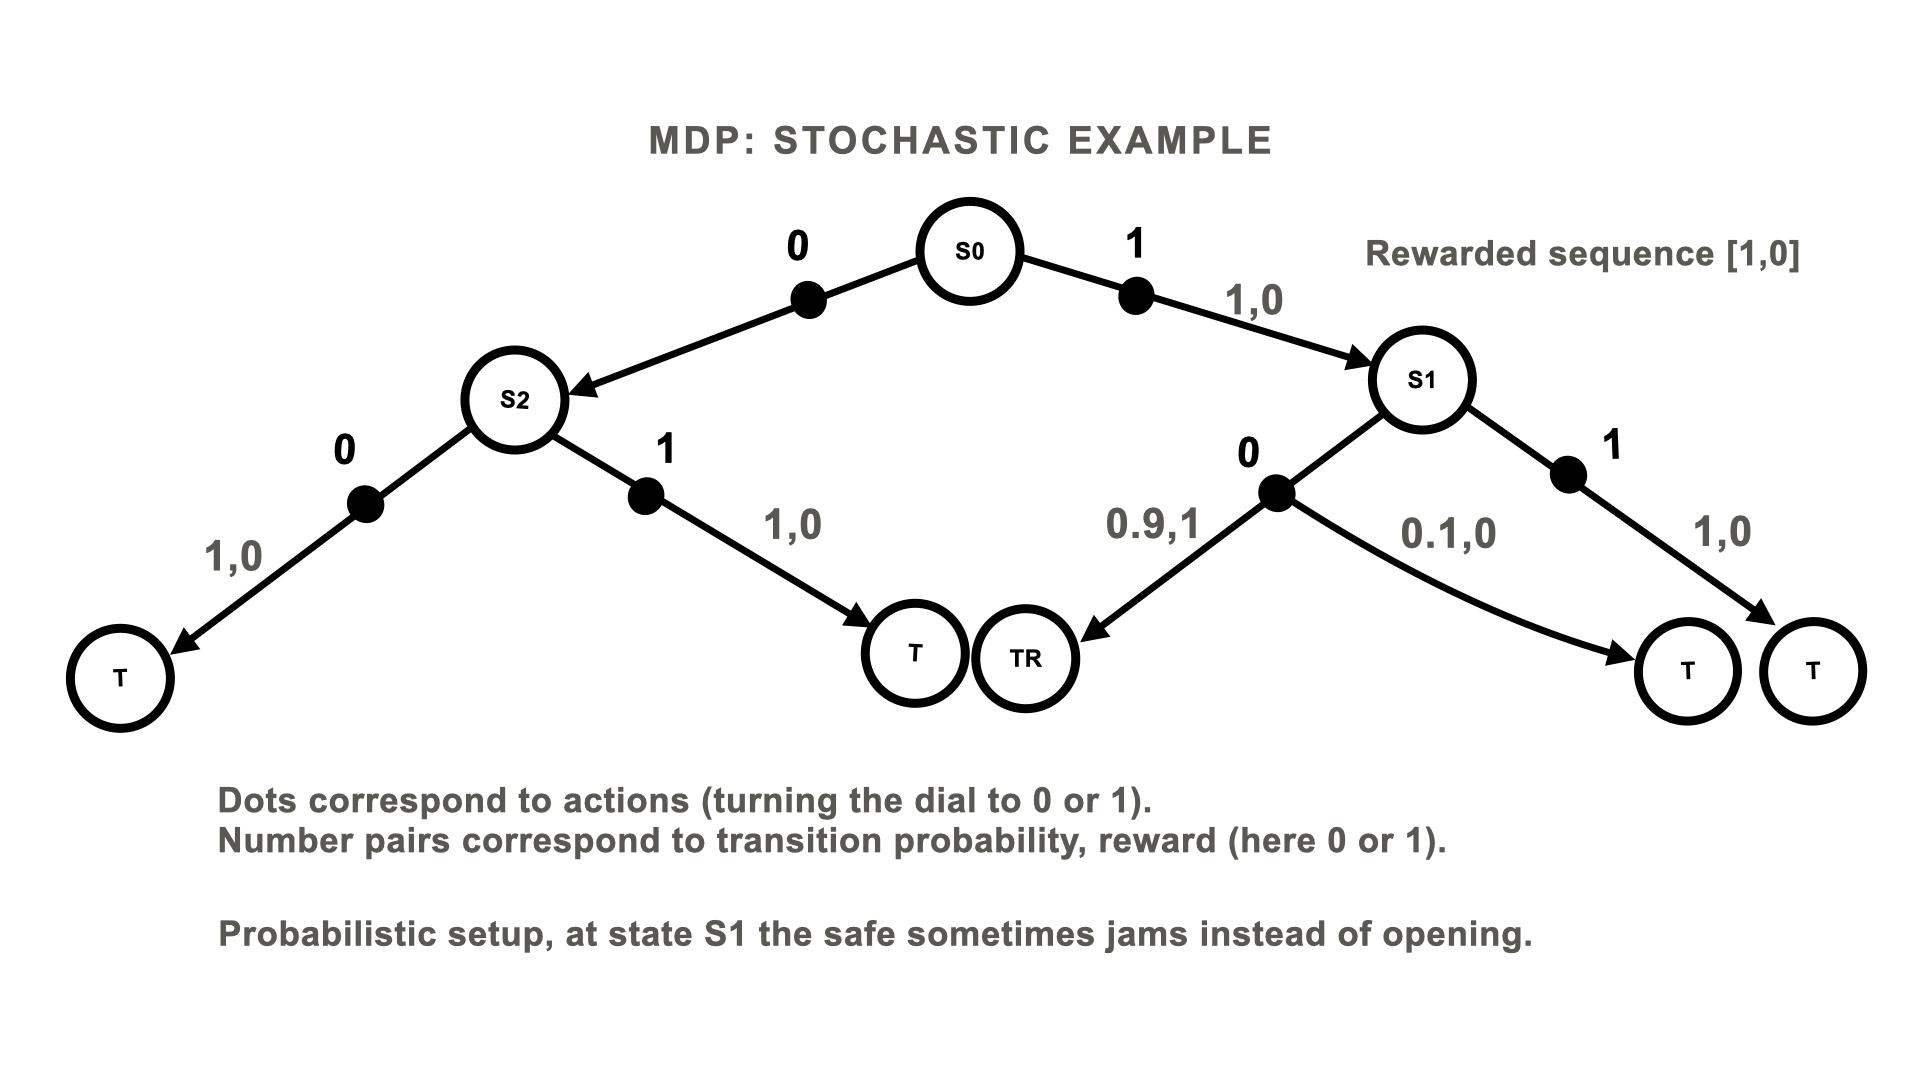 MDP: STOCHASTIC EXAMPLE
S0
0
1
Rewarded sequence [1,0]
1,0
S1
S2
0
1
0
1
1,0
1,0
0.9,1
0.1,0
1,0
T
T
TR
T
T
Dots correspond to actions (turning the dial to 0 or 1).
Number pairs correspond to transition probability, reward (here 0 or 1).
Probabilistic setup, at state S1 the safe sometimes jams instead of opening.